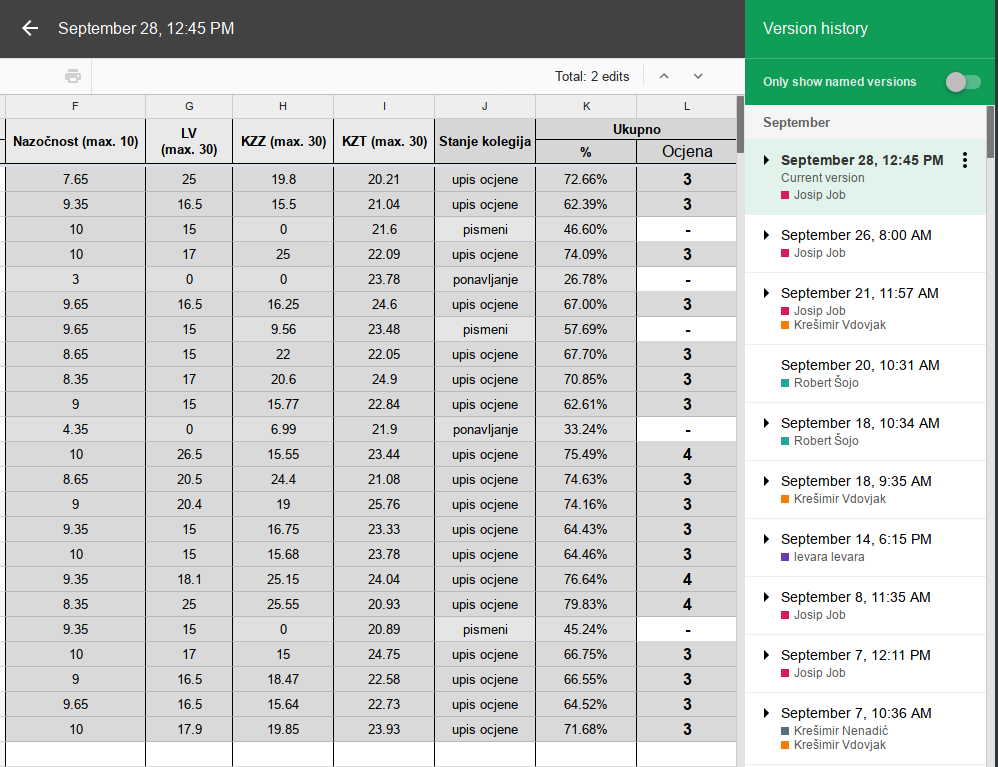 September 28, 12:45 PM
Version history
Only show named versions
Total: 2 edits
F G H I J K L
Nazočnost (max. 10) LV (max. 30) KZZ (max. 30) KZT (max. 30) Stanje kolegija Ukupno
% Ocjena
7.65 25 19.8 20.21 upis ocjene 72.66% 3
9.35 16.5 15.5 21.04 upis ocjene 62.39% 3
10 15 0 21.6 pismeni 46.60% -
10 17 25 22.09 upis ocjene 74.09% 3
3 0 0 23.78 ponavljanje 26.78% -
9.65 16.5 16.25 24.6 upis ocjene 67.00% 3
9.65 15 9.56 23.48 pismeni 57.69% -
8.65 15 22 22.05 upis ocjene 67.70% 3
8.35 17 20.6 24.9 upis ocjene 70.85% 3
9 15 15.77 22.84 upis ocjene 62.61% 3
4.35 0 6.99 21.9 ponavljanje 33.24% -
10 26.5 15.55 23.44 upis ocjene 75.49% 4
8.65 20.5 24.4 21.08 upis ocjene 74.63% 3
9 20.4 19 25.76 upis ocjene 74.16% 3
9.35 15 16.75 23.33 upis ocjene 64.43% 3
10 15 15.68 23.78 upis ocjene 64.46% 3
9.35 18.1 25.15 24.04 upis ocjene 76.64% 4
8.35 25 25.55 20.93 upis ocjene 79.83% 4
9.35 15 0 20.89 pismeni 45.24% -
10 17 15 24.75 upis ocjene 66.75% 3
9 16.5 18.47 22.58 upis ocjene 66.55% 3
9.65 16.5 15.64 22.73 upis ocjene 64.52% 3
10 17.9 19.85 23.93 upis ocjene 71.68% 3
September
September 28, 12:45 PM
Current version
Josip Job
September 26, 8:00 AM
Josip Job
September 21, 11:57 AM
Josip Job
Krešimir Vdovjak
September 20, 10:31 AM
Robert Šojo
September 18, 10:34 AM
Robert Šojo
September 18, 9:35 AM
Krešimir Vdovjak
September 14, 6:15 PM
levara levara
September 8, 11:35 AM
Josip Job
September 7, 12:11 PM
Josip Job
September 7, 10:36 AM
Krešimir Nenadić
Krešimir Vdovjak